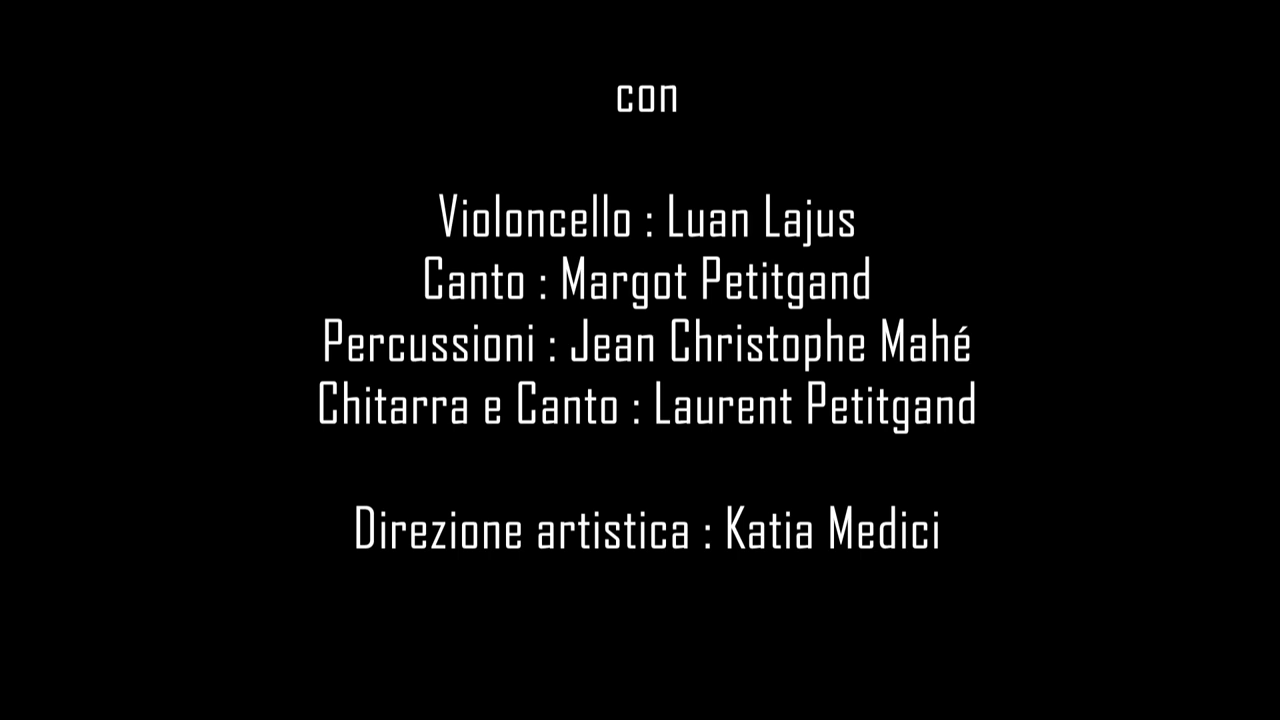 con
Violoncello : Luan Lajus
Canto : Margot Petitgand
Percussioni : Jean Christophe Mahé
Chitarra e Canto : Laurent Petitgand
Direzione artistica : Katia Medici